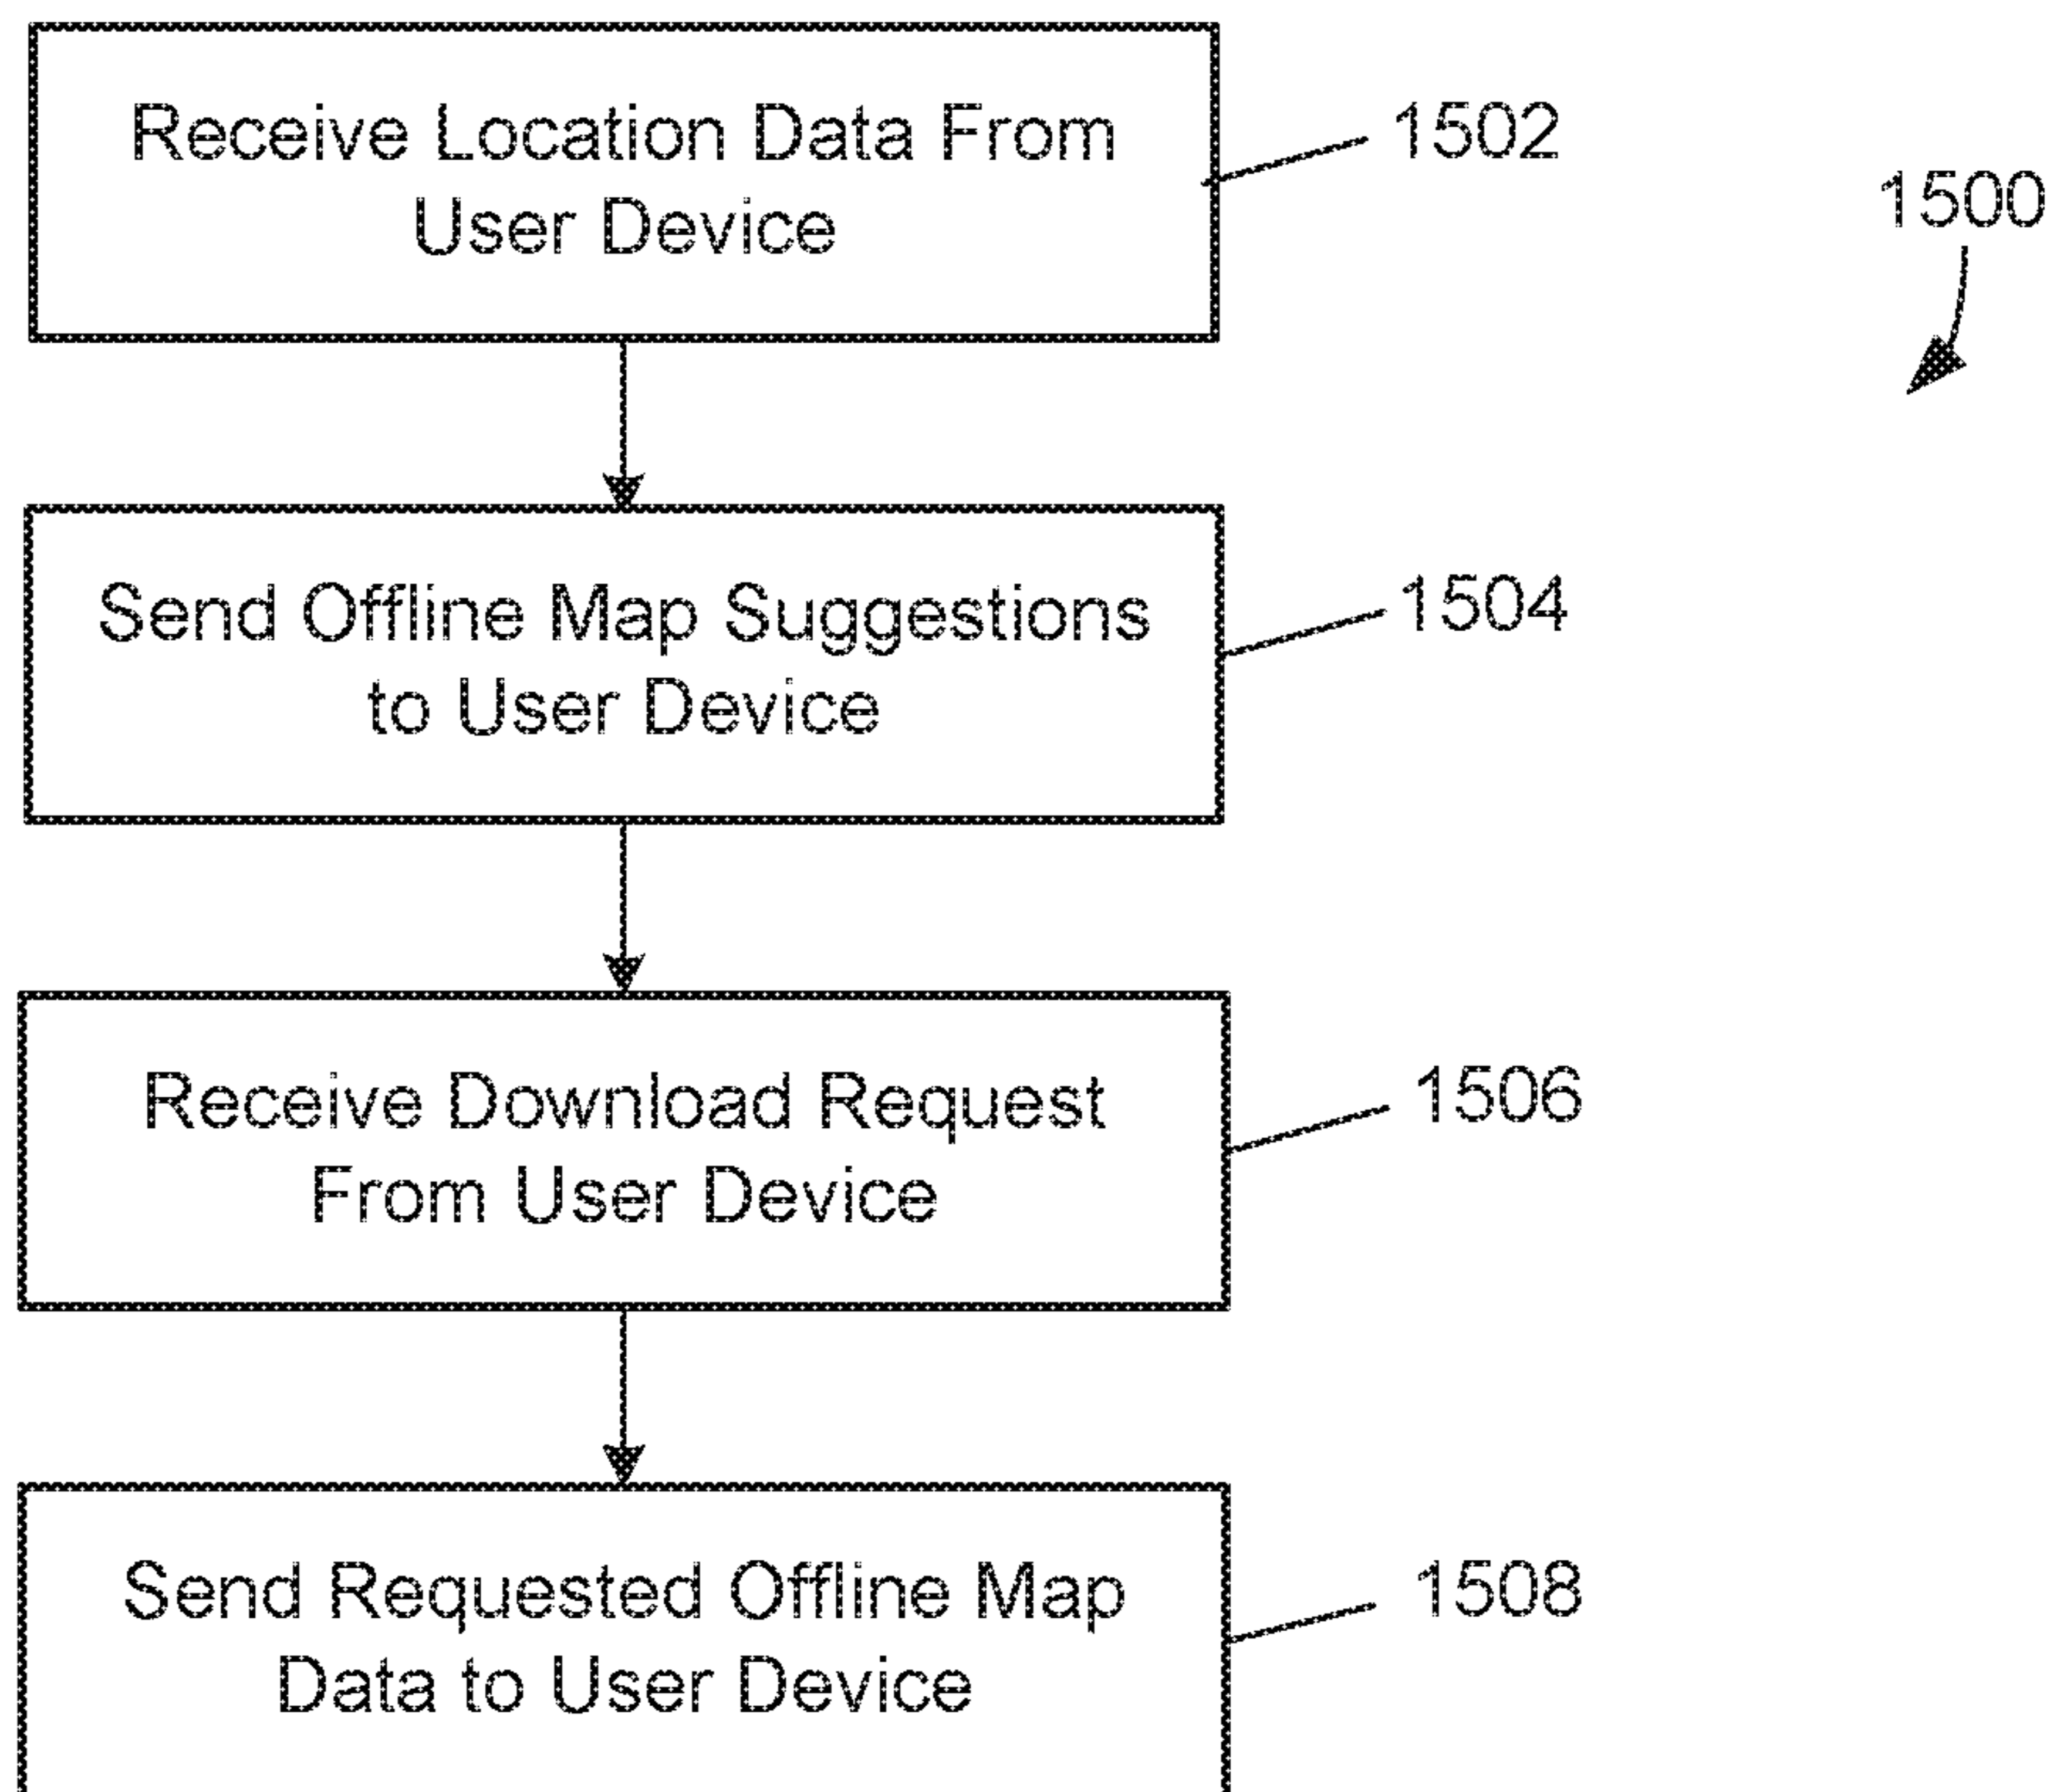 Receive Location Data From
User Device
1502
1500
Send Offline Map Suggestions
to User Device
1504
Receive Download Request
From User Device
1506
Send Requested Offline Map
Data to User Device
1508